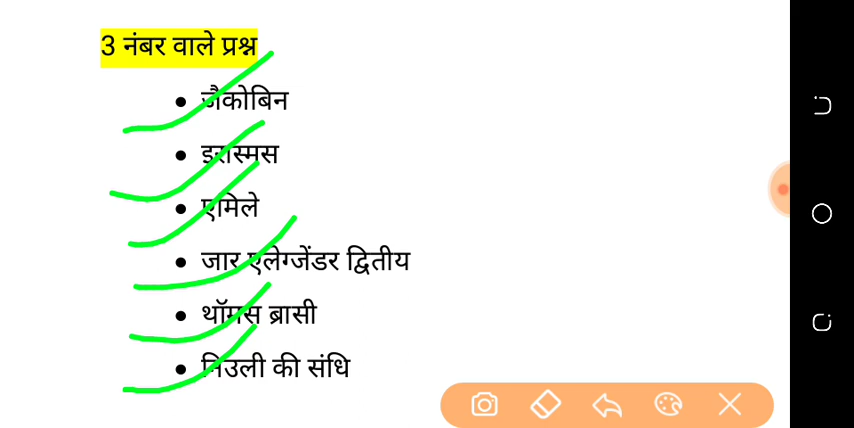 3 नंबर वाले प्रश्न
• जैकोबिन
• इरास्मस
• एमिले
• जार एलेग्जेंडर द्वितीय
• थॉमस ब्रासी
• निउली की संधि